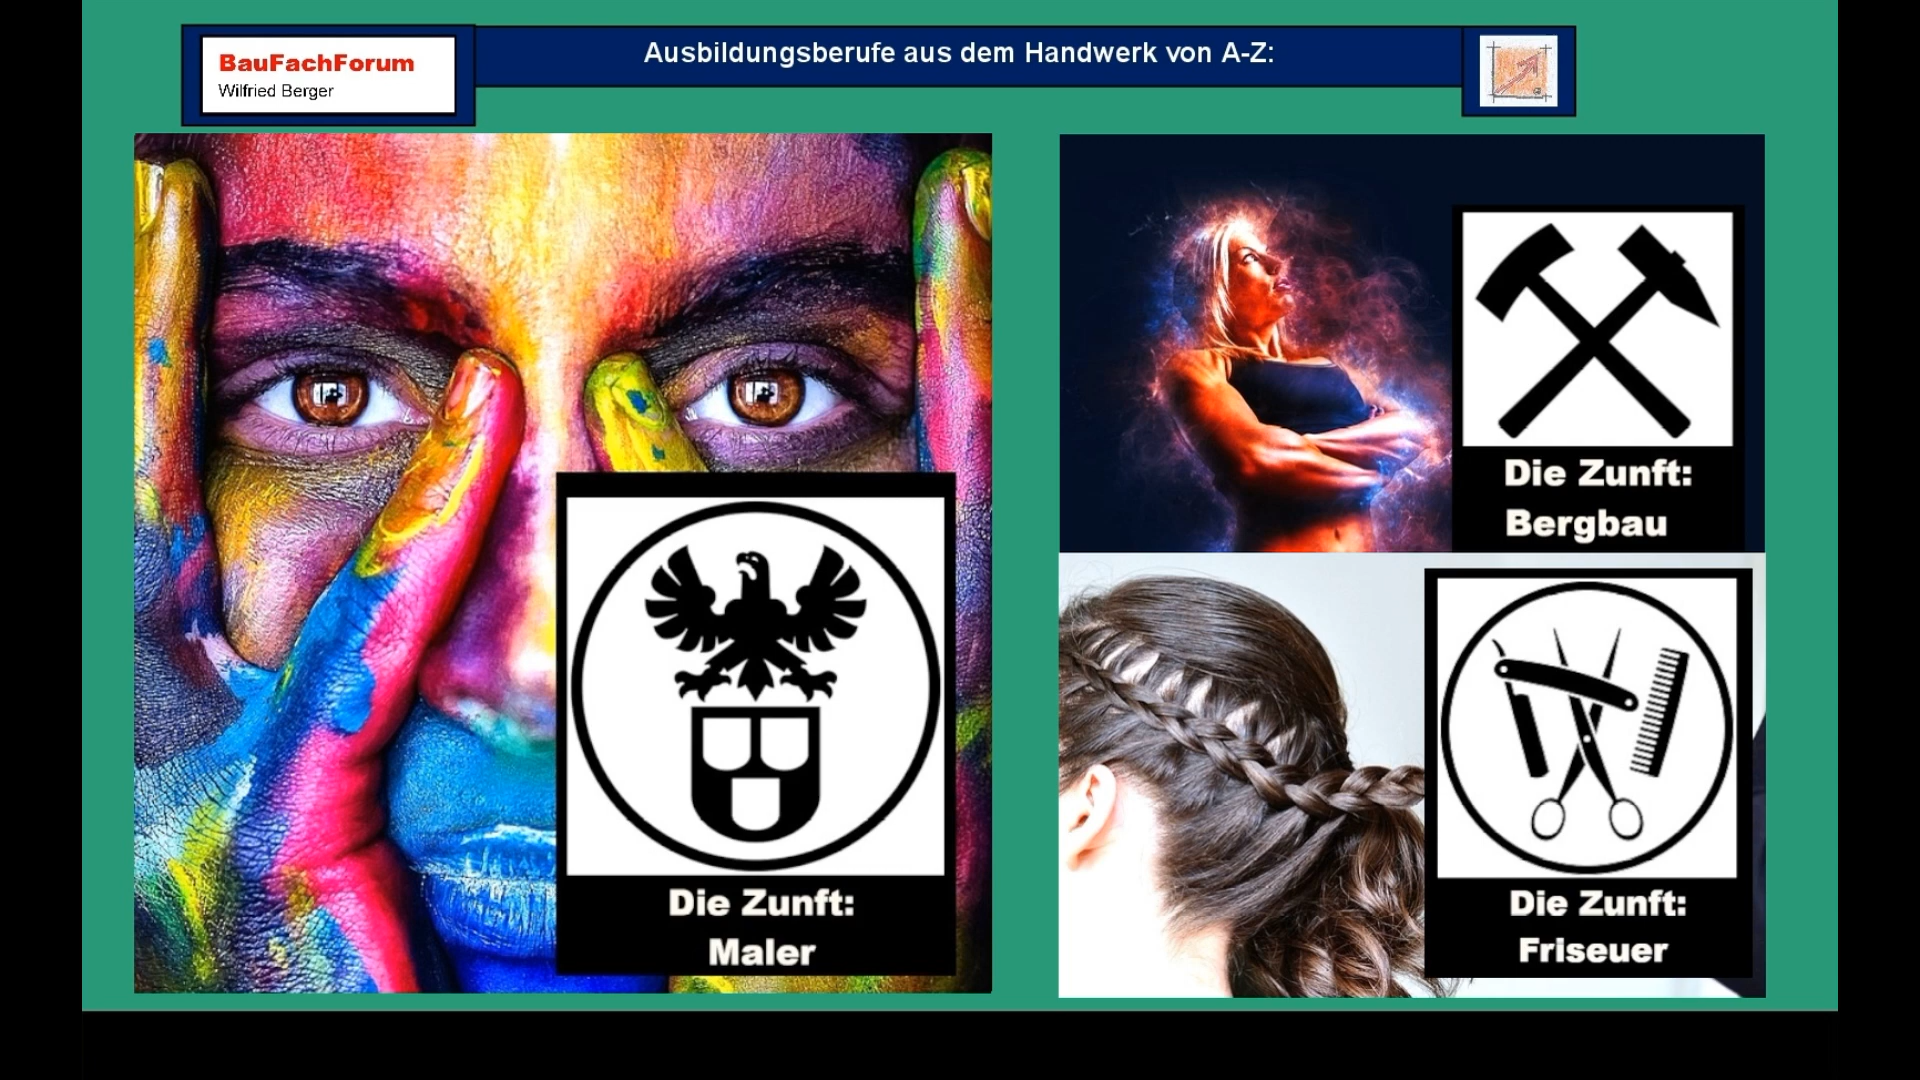 BauFachForum
Wilfried Berger
Ausbildungsberufe aus dem Handwerk von A-Z:
Die Zunft:
Maler
Die Zunft:
Bergbau
Die Zunft:
Friseuer